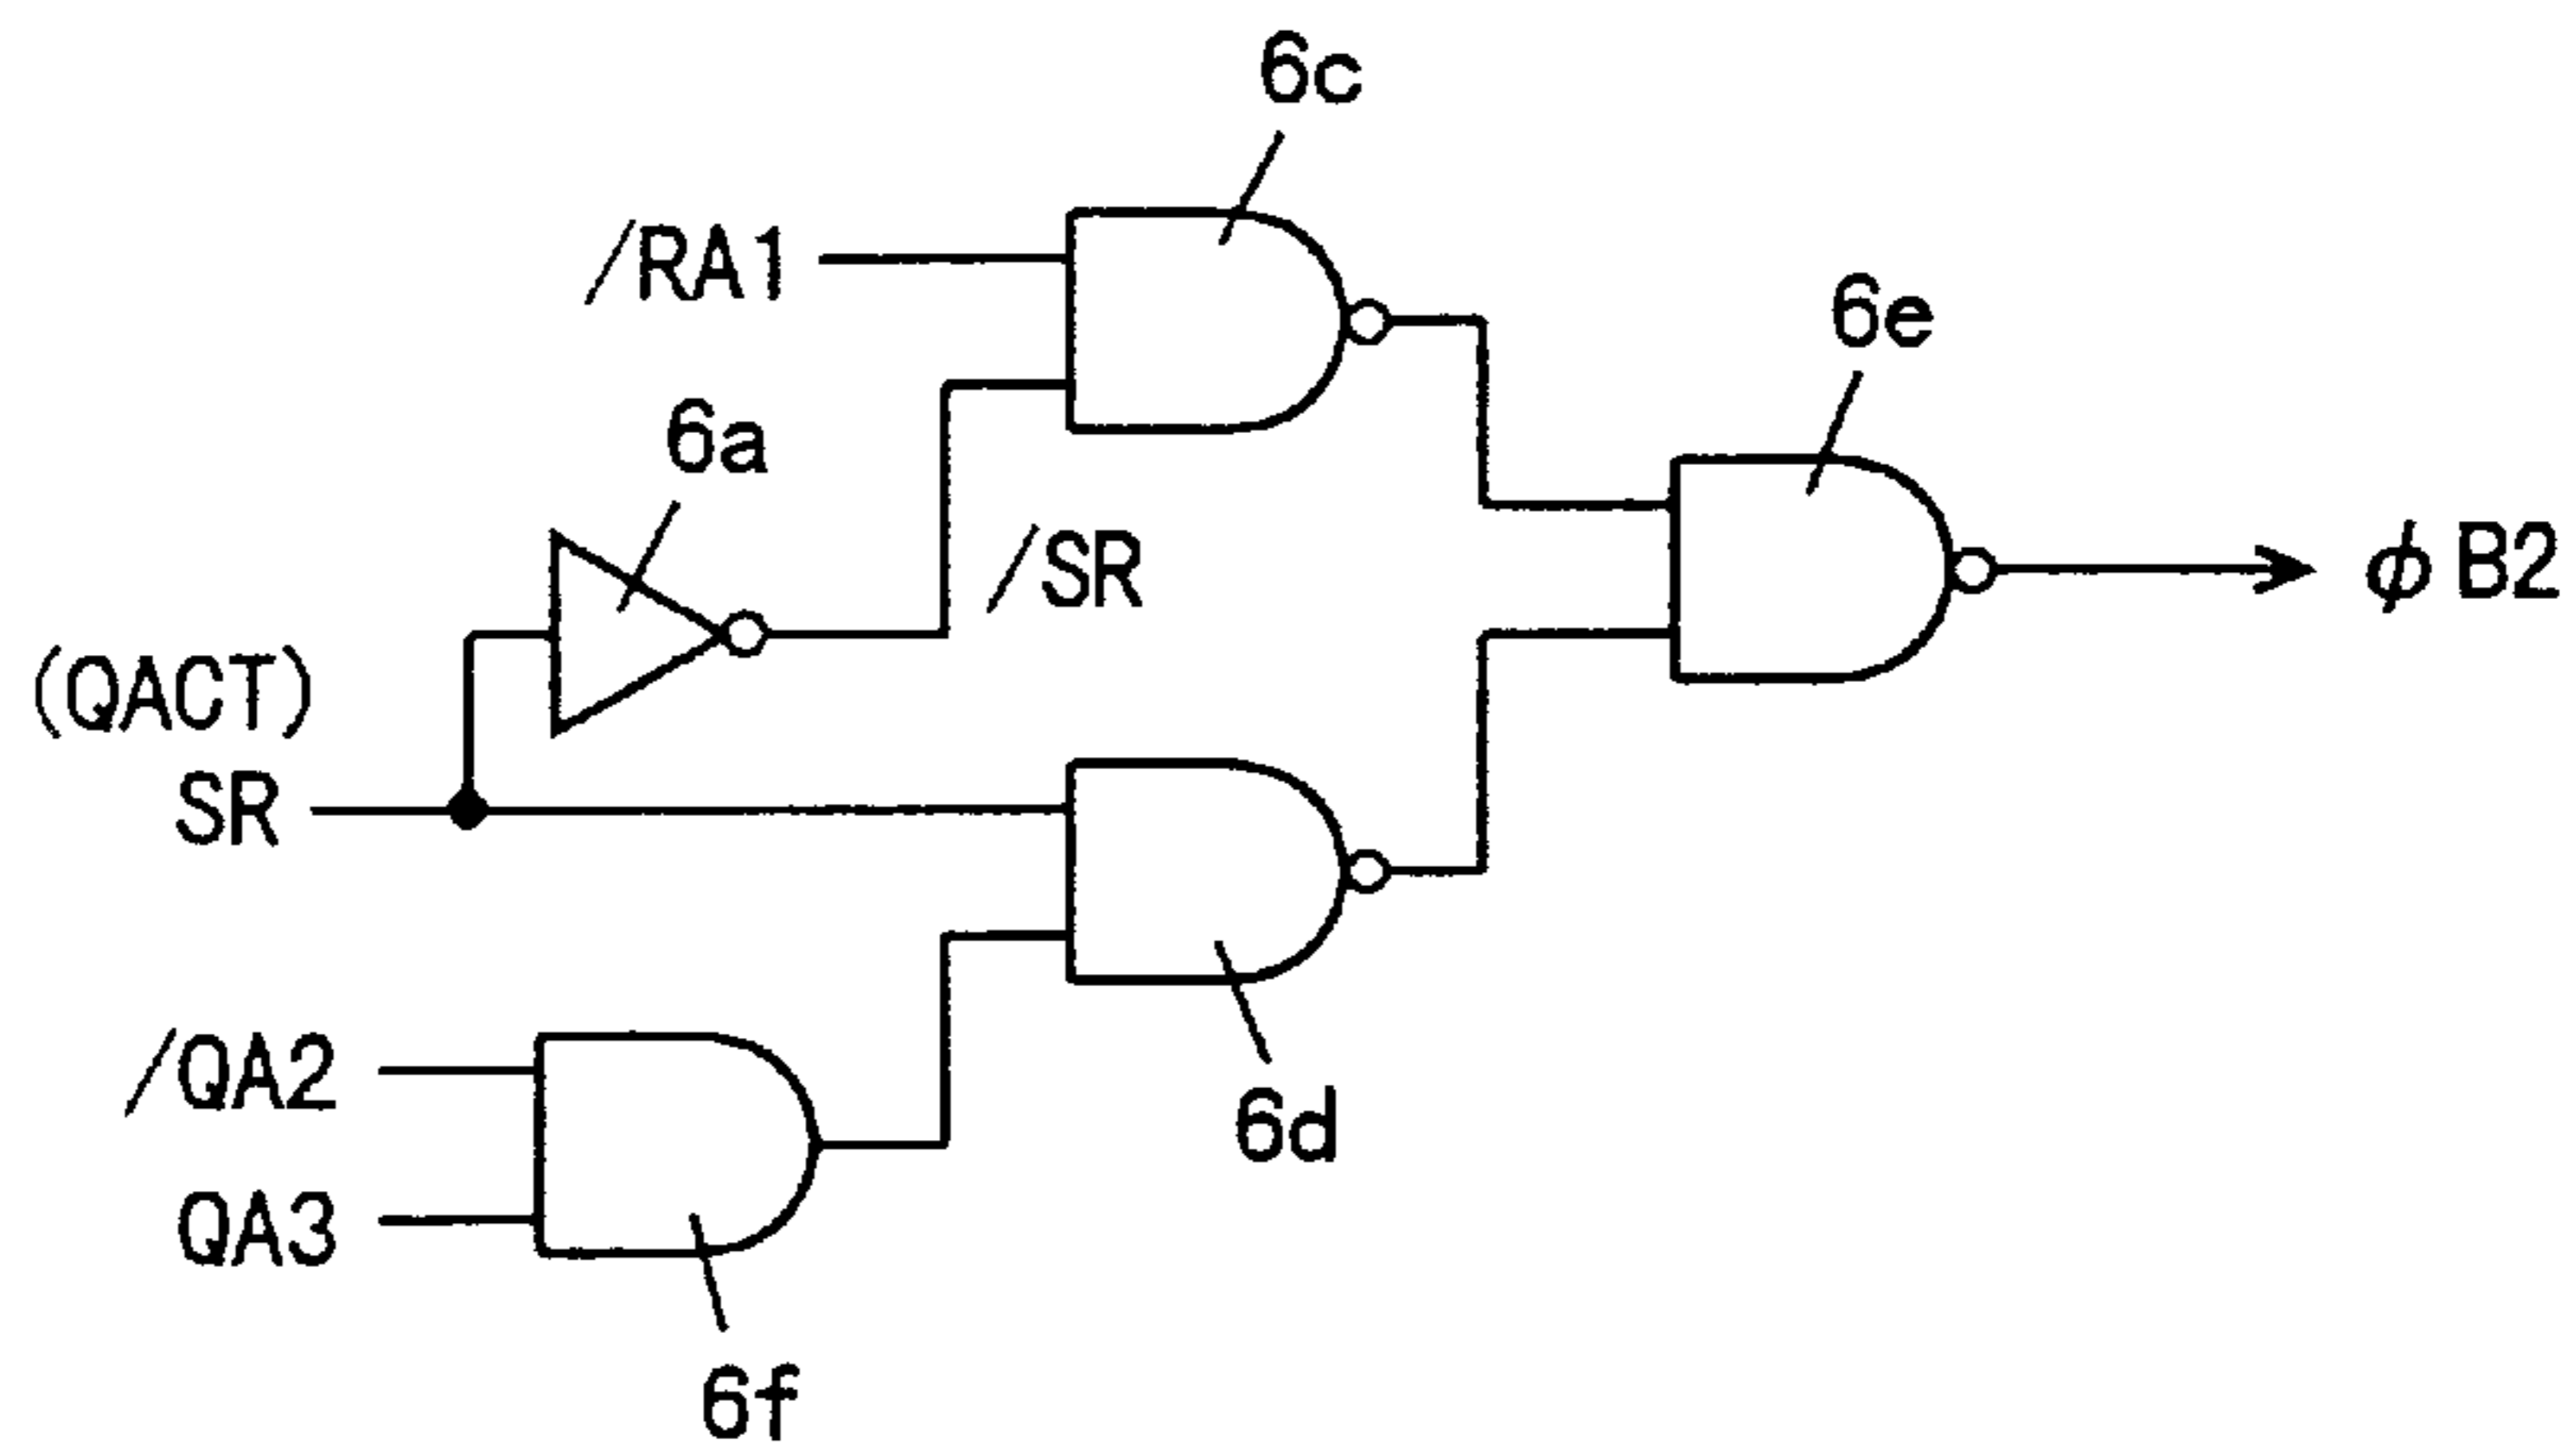 6c
/RA1
6e
6a
/SR
φB2
(QACT)
SR
/QA2
6d
QA3
6f